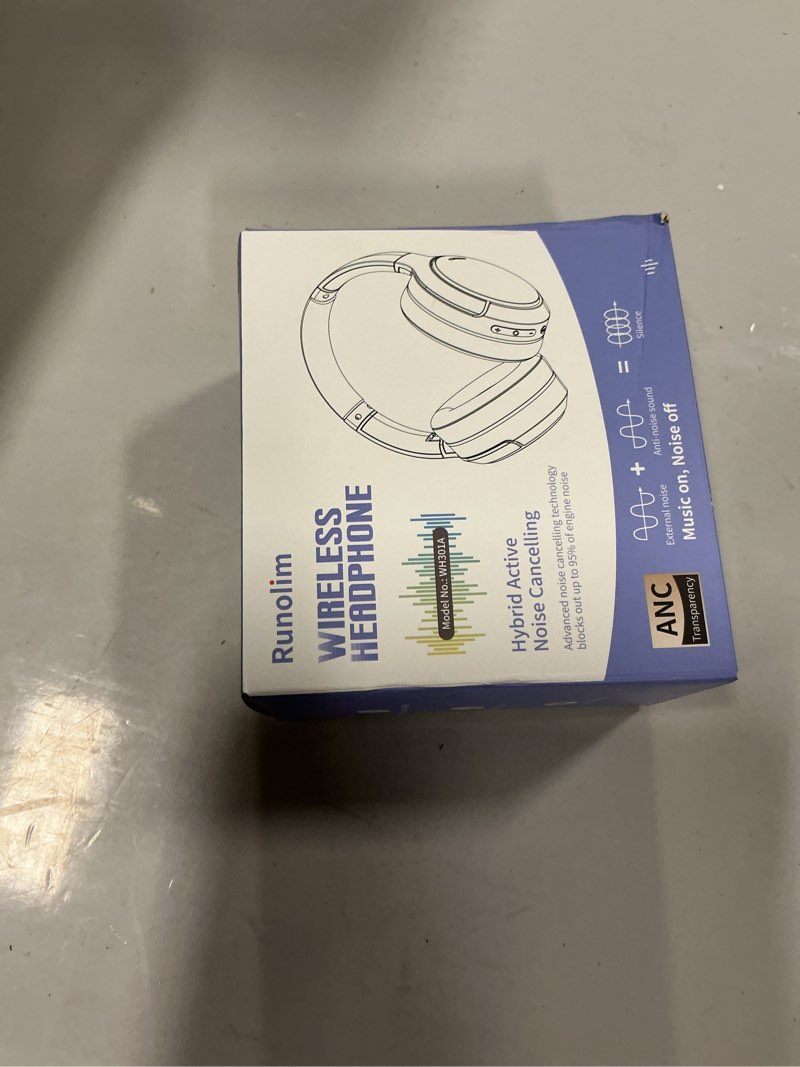 Runolim
WIRELESS
HEADPHONE
Model No.: WH301A
Hybrid Active
Noise Cancelling
Advanced noise cancelling technology
blocks out up to 95% of engine noise
ANC
Transparency
+ =
External noise Anti-noise sound Silence
Music on, Noise off